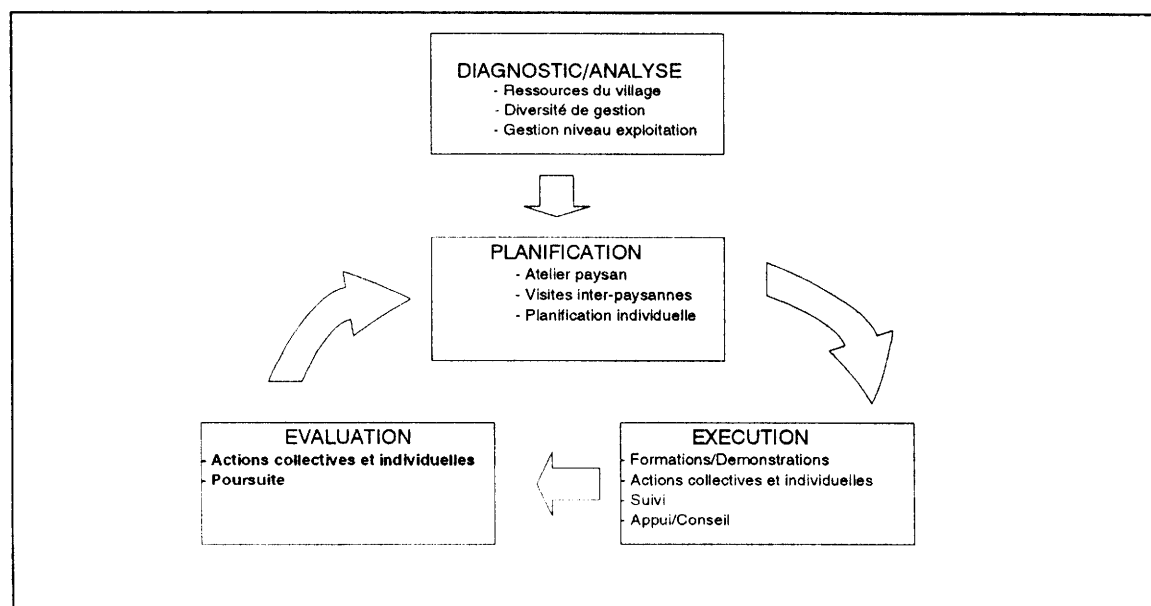 DIAGNOSTIC/ANALYSE
- Ressources du village
- Diversité de gestion
- Gestion niveau exploitation
PLANIFICATION
- Atelier paysan
- Visites inter-paysannes
- Planification individuelle
EVALUATION
- Actions collectives et individuelles
- Poursuite
EXECUTION
- Formations/Demonstrations
- Actions collectives et individuelles
- Suivi
- Appui/Conseil